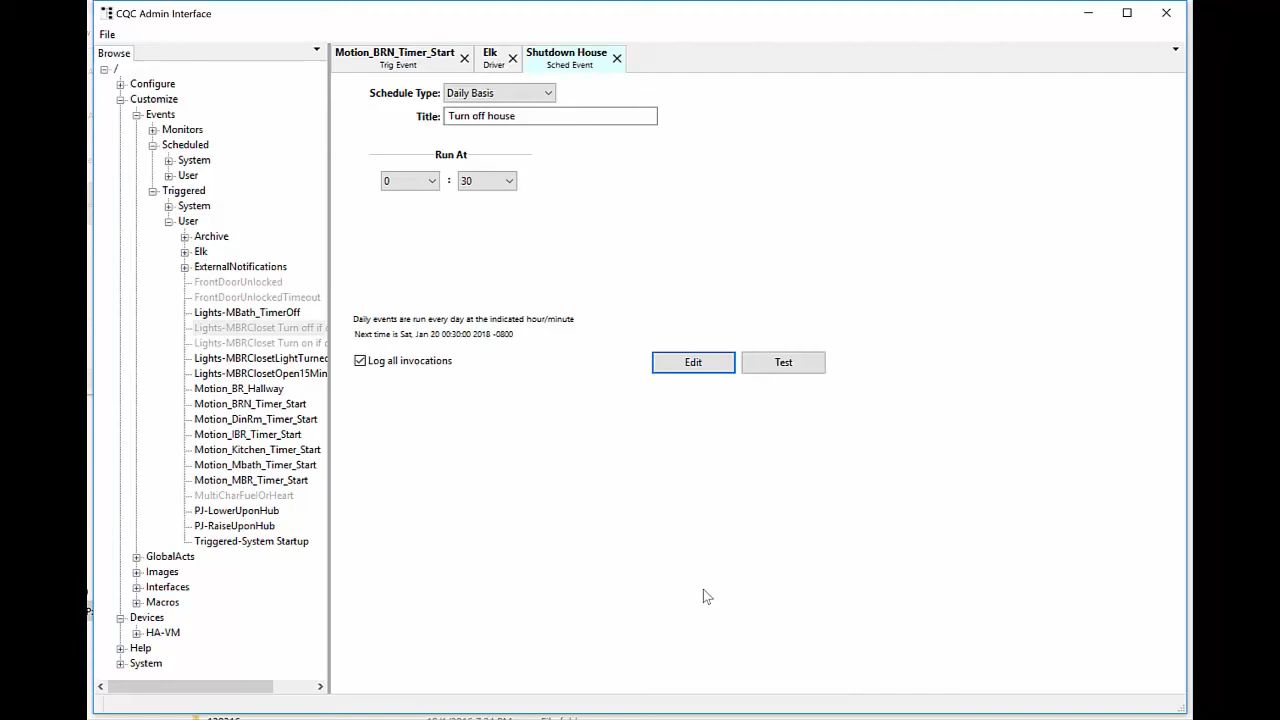 CQC Admin Interface
File
Browse
Motion_BRN_Timer_Start
Trig Event
Elk
Driver
Shutdown House
Sched Event
/
Configure
Customize
Events
Monitors
Scheduled
System
User
Triggered
System
User
Archive
Elk
ExternalNotifications
FrontDoorUnlocked
FrontDoorUnlockedTimeout
Lights-MBath_TimerOff
Lights-MBRCloset Turn off if
Lights-MBRCloset Turn on if
Lights-MBRClosetLightTurned
Lights-MBRClosetOpen15Min
Motion_BR_Hallway
Motion_BRN_Timer_Start
Motion_DinRm_Timer_Start
Motion_IBR_Timer_Start
Motion_Kitchen_Timer_Start
Motion_Mbath_Timer_Start
Motion_MBR_Timer_Start
MultiCharFuelOrHeart
PJ-LowerUponHub
PJ-RaiseUponHub
Triggered-System Startup
GlobalActs
Images
Interfaces
Macros
Devices
HA-VM
Help
System
Schedule Type: Daily Basis
Title: Turn off house
Run At
0 : 30
Daily events are run every day at the indicated hour/minute
Next time is Sat, Jan 20 00:30:00 2018 -0800
Log all invocations
Edit
Test